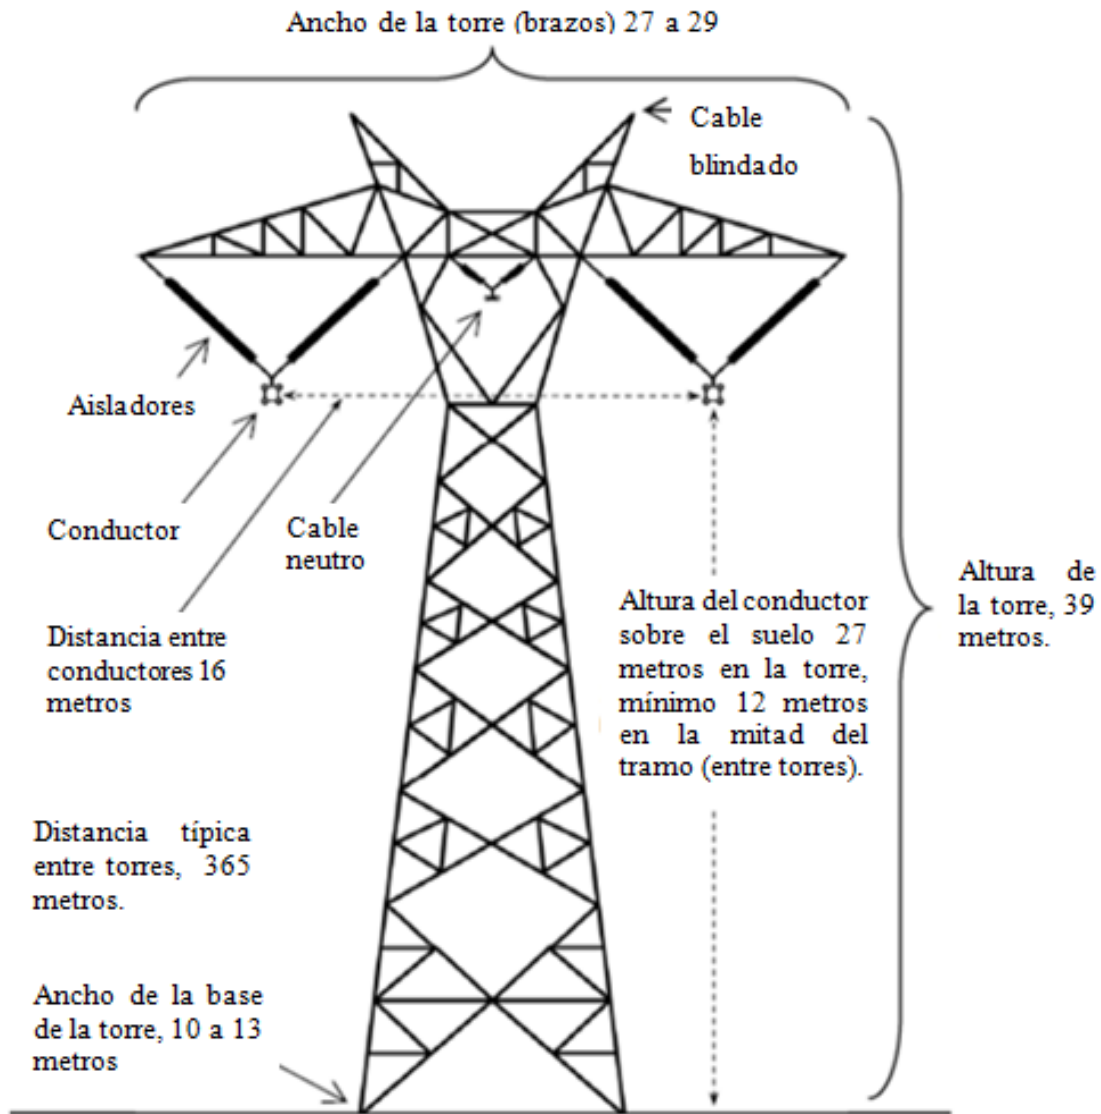 Ancho de la torre (brazos) 27 a 29
Cable
blindado
Aisladores
Conductor
Cable
neutro
Distancia entre
conductores 16
metros
Altura del conductor
sobre el suelo 27
metros en la torre,
mínimo 12 metros
en la mitad del
tramo (entre torres).
Altura de
la torre, 39
metros.
Distancia típica
entre torres, 365
metros.
Ancho de la base
de la torre, 10 a 13
metros